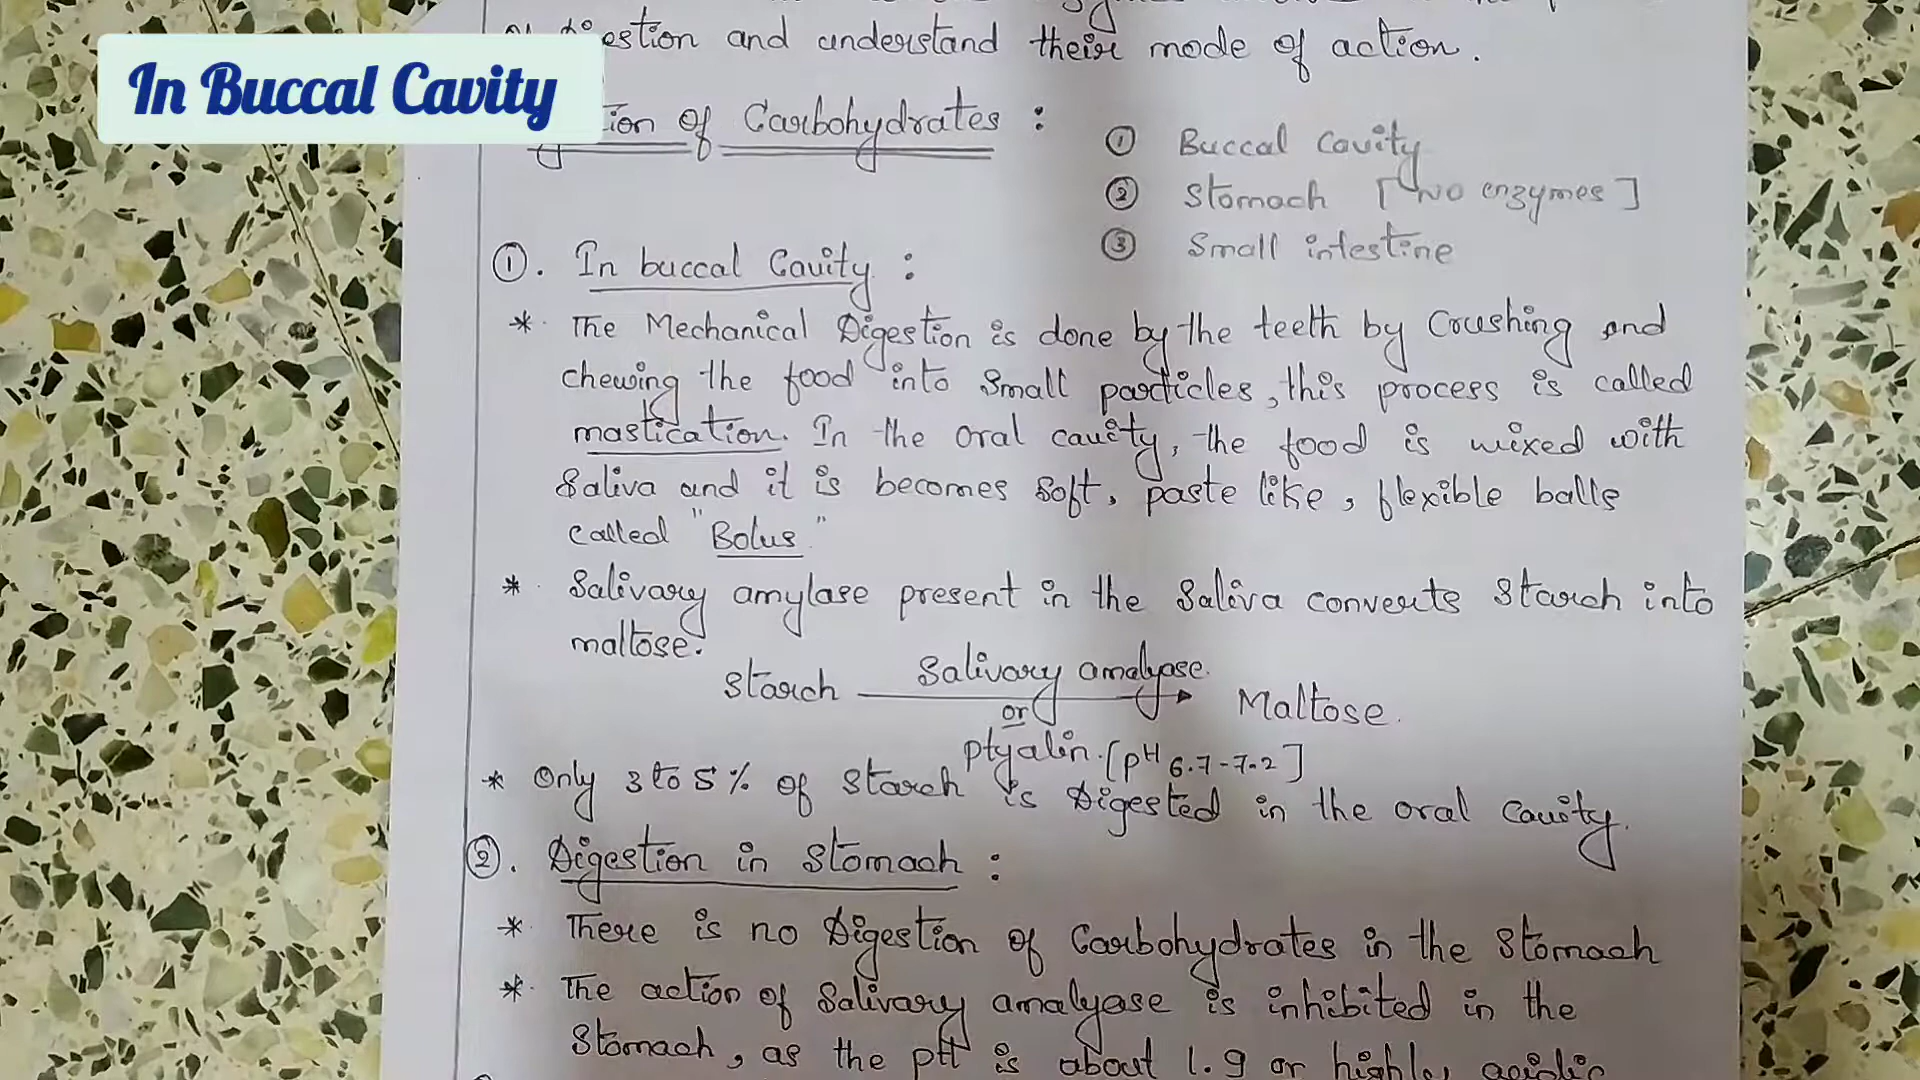 In Buccal Cavity
estion and understand their mode of action.
ion of Carbohydrates :
① Buccal Cavity
② Stomach [No enzymes]
③ Small intestine
①. In buccal Cavity :
* The Mechanical Digestion is done by the teeth by Crushing and
chewing the food into small particles, this process is called
mastication. In the oral cavity, the food is mixed with
Saliva and it is becomes soft, paste like, flexible balls
called "Bolus"
* Salivary amylase present in the Saliva converts Starch into
maltose.
Starch Salivary amalyase. Maltose.
or
ptyalin. [pH 6.7-7.2]
* Only 3 to 5% of starch is Digested in the oral Cavity.
②. Digestion in Stomach :
* There is no Digestion of Carbohydrates in the Stomach
* The action of Salivary amalyase is inhibited in the
Stomach, as the pH is about 1.9 or highly acidic